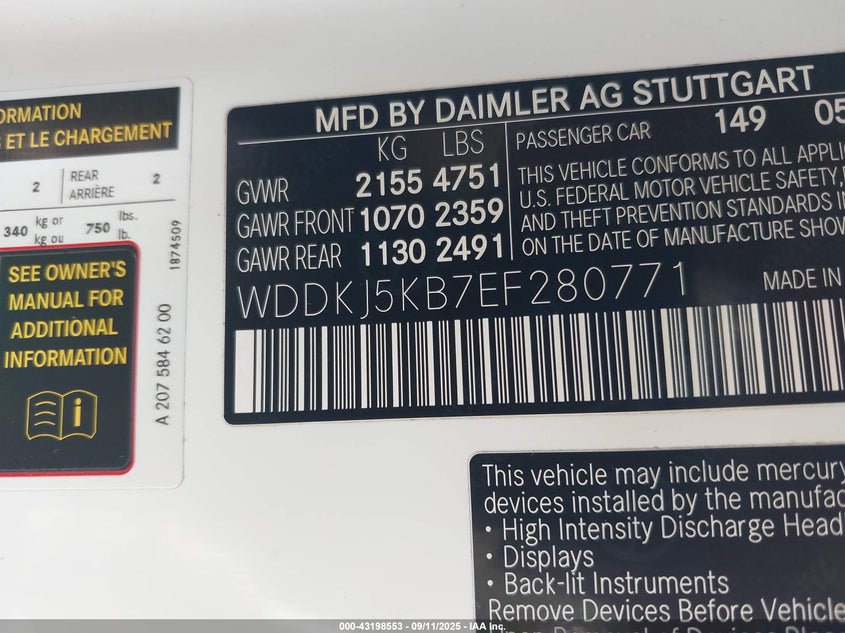 ORMATION
G ET LE CHARGEMENT
2 REAR ARRIÈRE 2
340 kg or kg ou 750 lbs. lb.
SEE OWNER'S
MANUAL FOR
ADDITIONAL
INFORMATION
1874509
A 207 584 62 00
MFD BY DAIMLER AG STUTTGART
KG LBS
GVWR 2155 4751
GAWR FRONT 1070 2359
GAWR REAR 1130 2491
PASSENGER CAR 149 05
THIS VEHICLE CONFORMS TO ALL APPLI
U.S. FEDERAL MOTOR VEHICLE SAFETY,
AND THEFT PREVENTION STANDARDS IN
ON THE DATE OF MANUFACTURE SHOW
WDDKJ5KB7EF280771 MADE IN
This vehicle may include mercury
devices installed by the manufac
• High Intensity Discharge Head
• Displays
• Back-lit Instruments
Remove Devices Before Vehicle
000-43198553 - 09/11/2025 - IAA Inc.